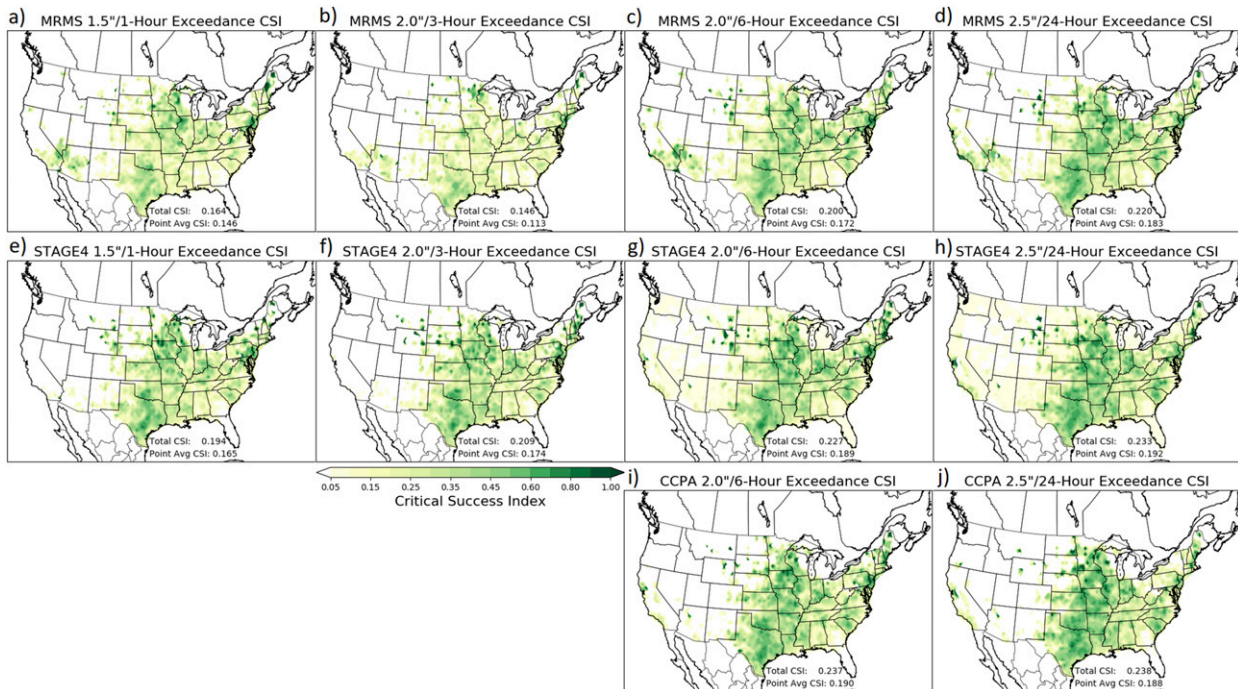 a) MRMS 1.5"/1-Hour Exceedance CSI
Total CSI: 0.164
Point Avg CSI: 0.146
b) MRMS 2.0"/3-Hour Exceedance CSI
Total CSI: 0.146
Point Avg CSI: 0.113
c) MRMS 2.0"/6-Hour Exceedance CSI
Total CSI: 0.200
Point Avg CSI: 0.172
d) MRMS 2.5"/24-Hour Exceedance CSI
Total CSI: 0.220
Point Avg CSI: 0.183
e) STAGE4 1.5"/1-Hour Exceedance CSI
Total CSI: 0.194
Point Avg CSI: 0.165
f) STAGE4 2.0"/3-Hour Exceedance CSI
Total CSI: 0.209
Point Avg CSI: 0.174
g) STAGE4 2.0"/6-Hour Exceedance CSI
Total CSI: 0.227
Point Avg CSI: 0.189
h) STAGE4 2.5"/24-Hour Exceedance CSI
Total CSI: 0.233
Point Avg CSI: 0.192
0.05 0.15 0.25 0.35 0.45 0.60 0.80 1.00
Critical Success Index
i) CCPA 2.0"/6-Hour Exceedance CSI
Total CSI: 0.237
Point Avg CSI: 0.190
j) CCPA 2.5"/24-Hour Exceedance CSI
Total CSI: 0.238
Point Avg CSI: 0.188